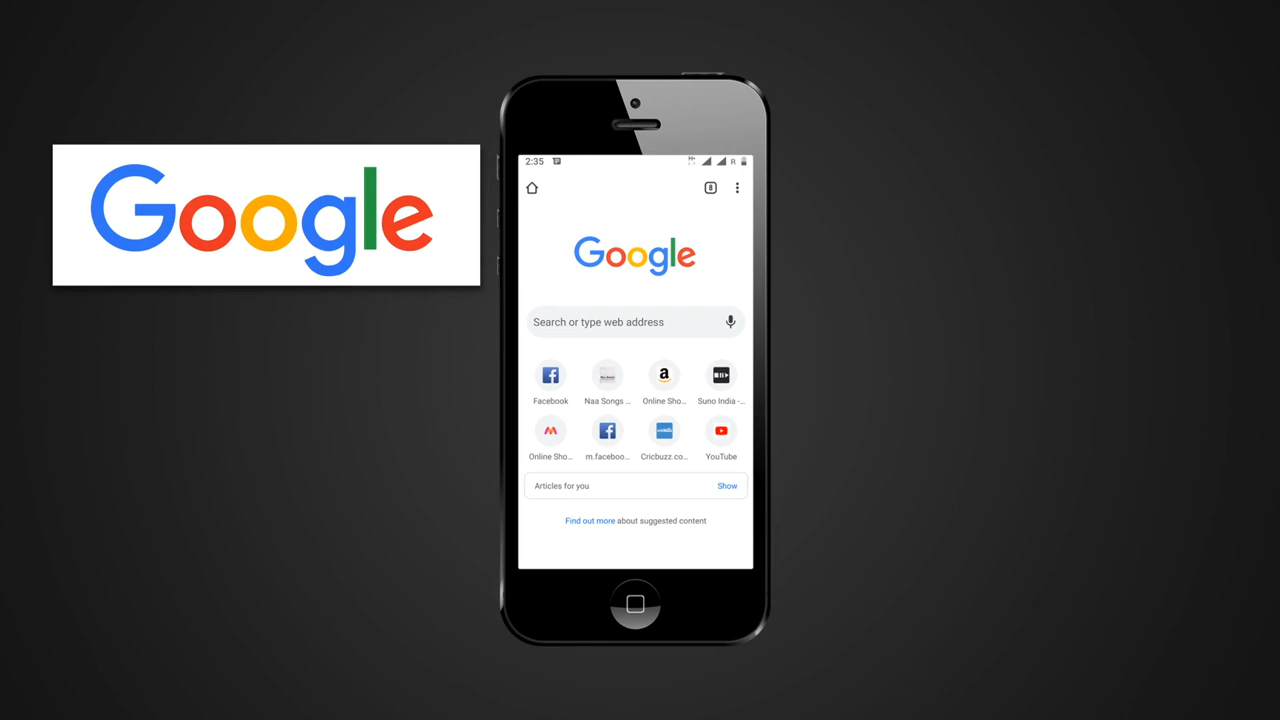 Google
2:35
H+
R
8
Google
Search or type web address
Facebook
Naa Songs ...
Online Sho...
Suno India -...
Online Sho...
m.faceboo...
Cricbuzz.co...
YouTube
Articles for you
Show
Find out more about suggested content